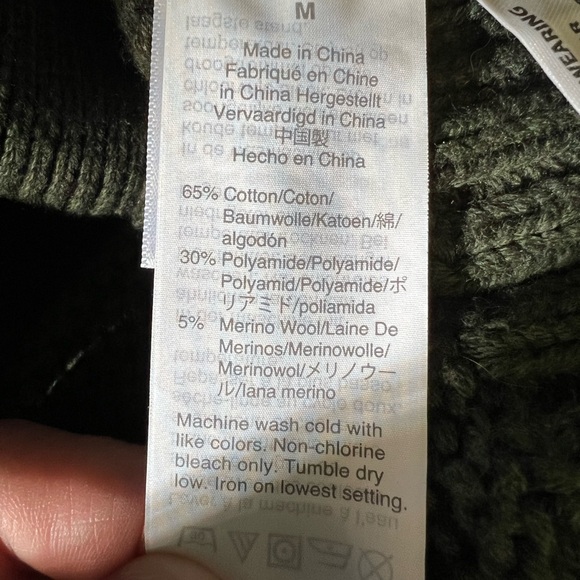 M
Made in China
Fabriqué en Chine
in China Hergestellt
Vervaardigd in China
中国製
Hecho en China
65% Cotton/Coton/
Baumwolle/Katoen/綿/
algodón
30% Polyamide/Polyamide/
Polyamid/Polyamide/ポ
リアミド/poliamida
5% Merino Wool/Laine De
Merinos/Merinowolle/
Merinowol/メリノウー
ル/lana merino
Machine wash cold with
like colors. Non-chlorine
bleach only. Tumble dry
low. Iron on lowest setting.
WEARING